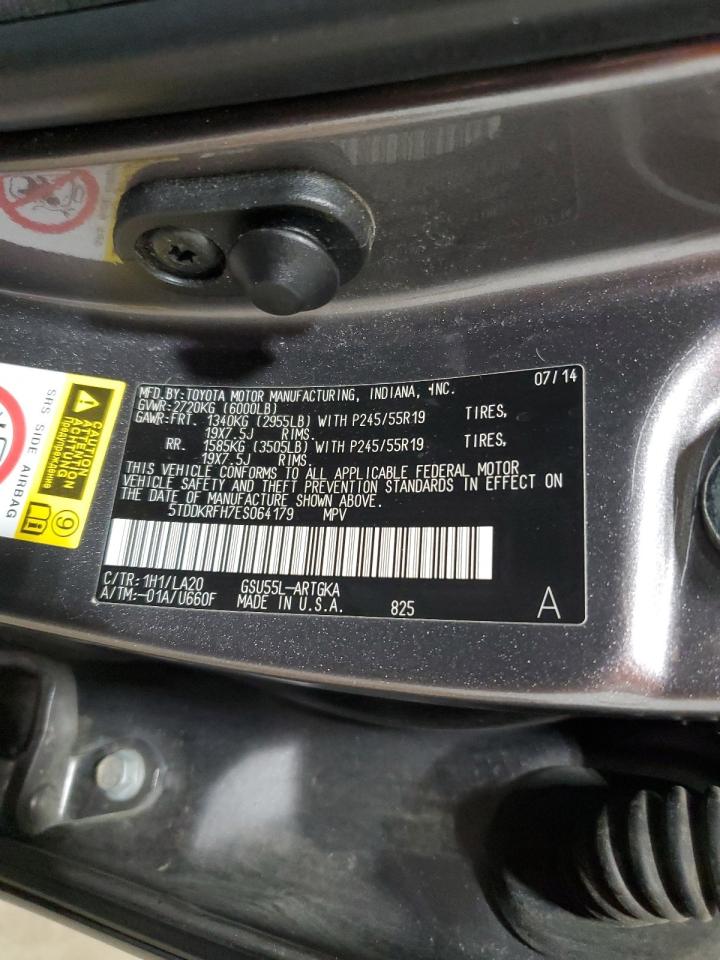 MFD.BY:TOYOTA MOTOR MANUFACTURING, INDIANA, INC. 07/14
GVWR:2720KG (6000LB)
GAWR:FRT. 1340KG (2955LB) WITH P245/55R19 TIRES,
19X7.5J RIMS.
RR. 1585KG (3505LB) WITH P245/55R19 TIRES,
19X7.5J RIMS.
THIS VEHICLE CONFORMS TO ALL APPLICABLE FEDERAL MOTOR
VEHICLE SAFETY AND THEFT PREVENTION STANDARDS IN EFFECT ON
THE DATE OF MANUFACTURE SHOWN ABOVE.
5TDDKRFH7ES064179 MPV
C/TR:1H1/LA20 GSU55L-ARTGKA
A/TM:-01A/U660F MADE IN U.S.A. 825 A
SRS SIDE AIRBAG
CAUTION
ATTENTION
ACHTUNG
9